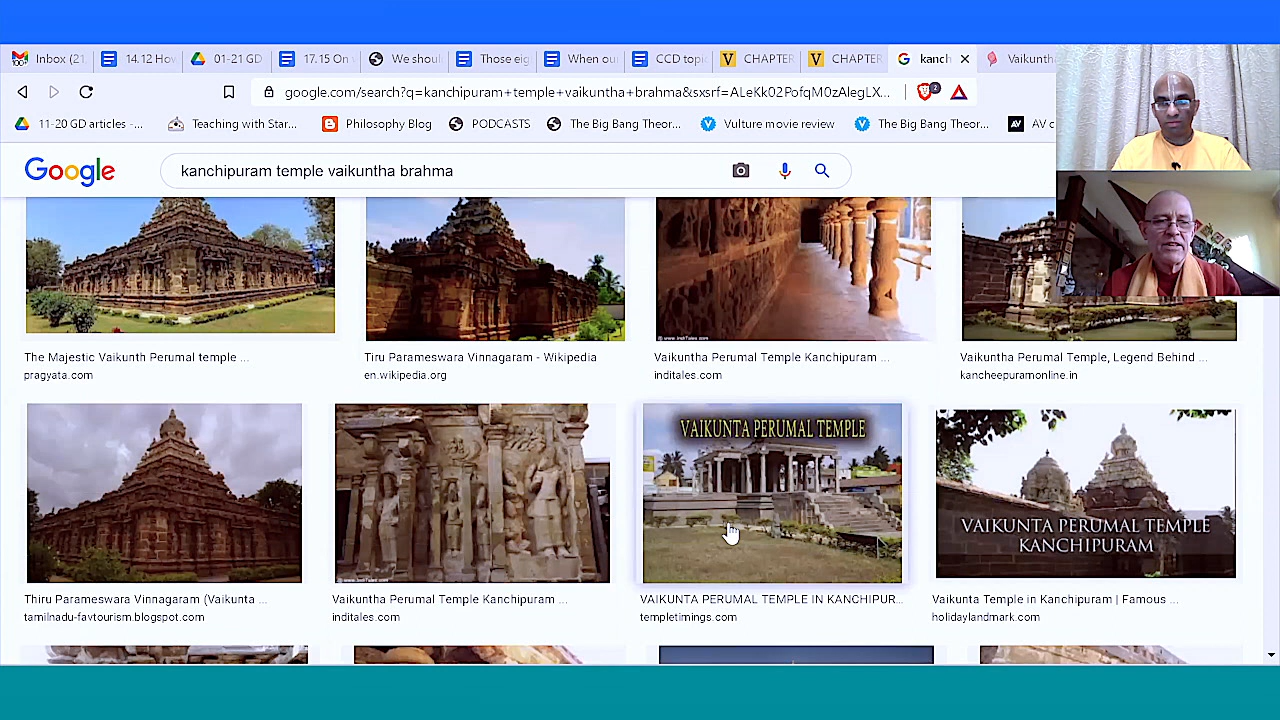 Inbox (21
14.12 How
01-21 GD
17.15 On
We shoul
Those eig
When ou
CCD topi
CHAPTER
CHAPTER
kanch
Vaikunth
google.com/search?q=kanchipuram+temple+vaikuntha+brahma&sxsrf=ALeKk02PofqM0zAlegLX...
2
11-20 GD articles -...
Teaching with Star...
Philosophy Blog
PODCASTS
The Big Bang Theor...
Vulture movie review
The Big Bang Theor...
AV
AV c
Google
kanchipuram temple vaikuntha brahma
The Majestic Vaikunth Perumal temple ...
pragyata.com
Tiru Parameswara Vinnagaram - Wikipedia
en.wikipedia.org
Vaikuntha Perumal Temple Kanchipuram ...
inditales.com
Vaikuntha Perumal Temple, Legend Behind ...
kancheepuramonline.in
VAIKUNTA PERUMAL TEMPLE
VAIKUNTA PERUMAL TEMPLE
KANCHIPURAM
Thiru Parameswara Vinnagaram (Vaikunta ...
tamilnadu-favtourism.blogspot.com
Vaikuntha Perumal Temple Kanchipuram ...
inditales.com
VAIKUNTA PERUMAL TEMPLE IN KANCHIPUR...
templetimings.com
Vaikunta Temple in Kanchipuram | Famous ...
holidaylandmark.com